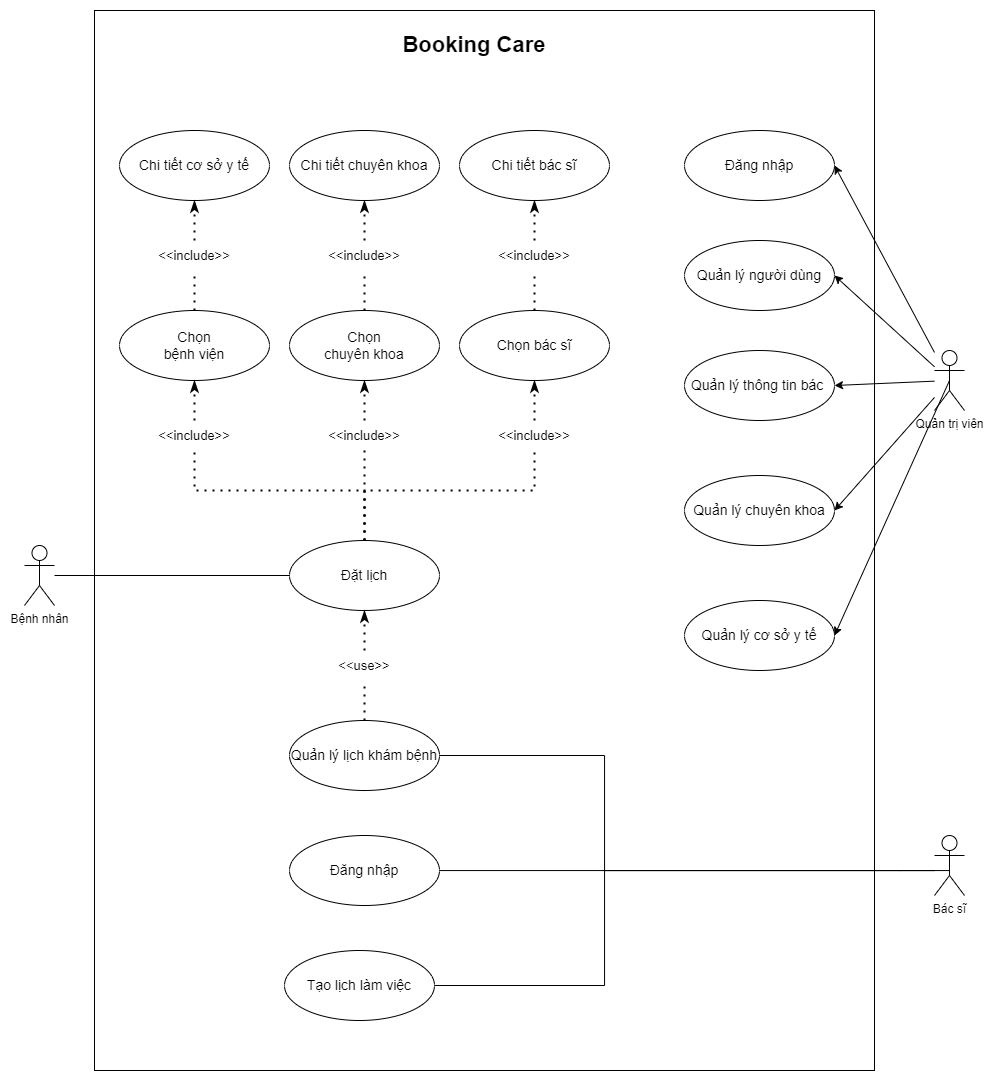 Booking Care
Chi tiết cơ sở y tế
Chi tiết chuyên khoa
Chi tiết bác sĩ
Đăng nhập
<<include>>
<<include>>
<<include>>
Quản lý người dùng
Chọn
bệnh viện
Chọn
chuyên khoa
Chọn bác sĩ
Quản lý thông tin bác
Quản trị viên
<<include>>
<<include>>
<<include>>
Quản lý chuyên khoa
Bệnh nhân
Đặt lịch
Quản lý cơ sở y tế
<<use>>
Quản lý lịch khám bệnh
Đăng nhập
Bác sĩ
Tạo lịch làm việc